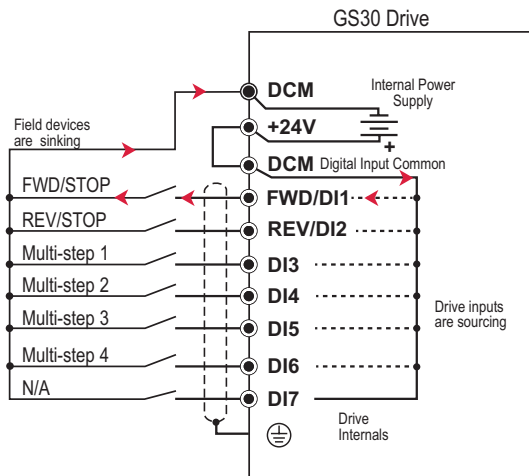 GS30 Drive
DCM
Internal Power
Supply
+24V
+
Field devices
are sinking
DCM
Digital Input Common
FWD/STOP
FWD/DI1
REV/STOP
REV/DI2
Multi-step 1
DI3
Multi-step 2
DI4
Drive inputs
are sourcing
Multi-step 3
DI5
Multi-step 4
DI6
N/A
DI7
Drive
Internals